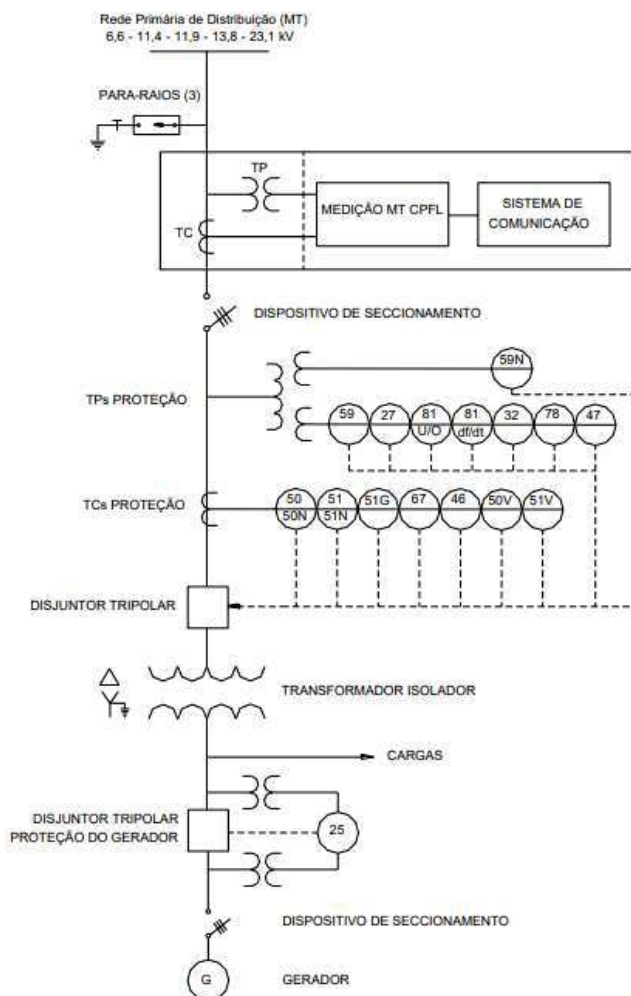 Rede Primária de Distribuição (MT)
6,6 - 11,4 - 11,9 - 13,8 - 23,1 kV
PARA-RAIOS (3)
TP
TC
MEDIÇÃO MT CPFL
SISTEMA DE
COMUNICAÇÃO
DISPOSITIVO DE SECCIONAMENTO
59N
TPs PROTEÇÃO
59 27 81 81 32 78 47
U/O df/dt
TCs PROTEÇÃO
50 51 51G 67 46 50V 51V
50N 51N
DISJUNTOR TRIPOLAR
TRANSFORMADOR ISOLADOR
CARGAS
DISJUNTOR TRIPOLAR
PROTEÇÃO DO GERADOR
25
DISPOSITIVO DE SECCIONAMENTO
G
GERADOR